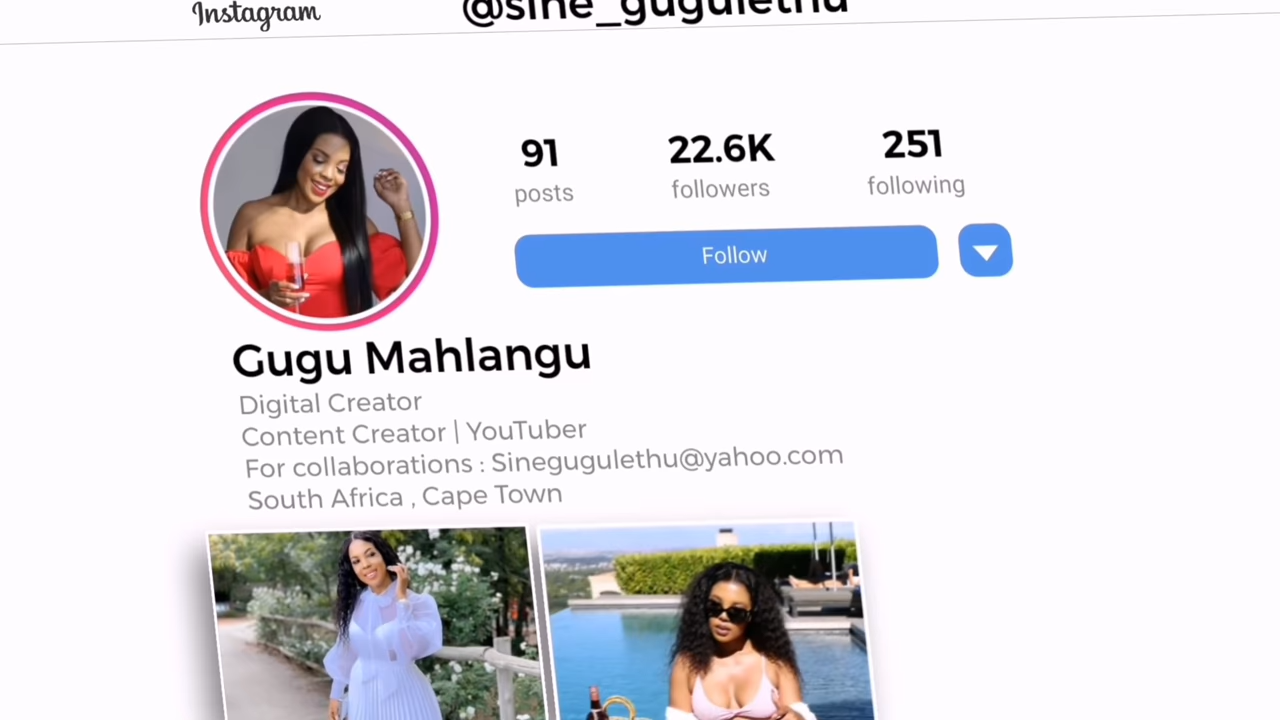 Instagram
@sine_gugulethu
91
22.6K
251
posts
followers
following
Follow
Gugu Mahlangu
Digital Creator
Content Creator | YouTuber
For collaborations : Sinegugulethu@yahoo.com
South Africa , Cape Town